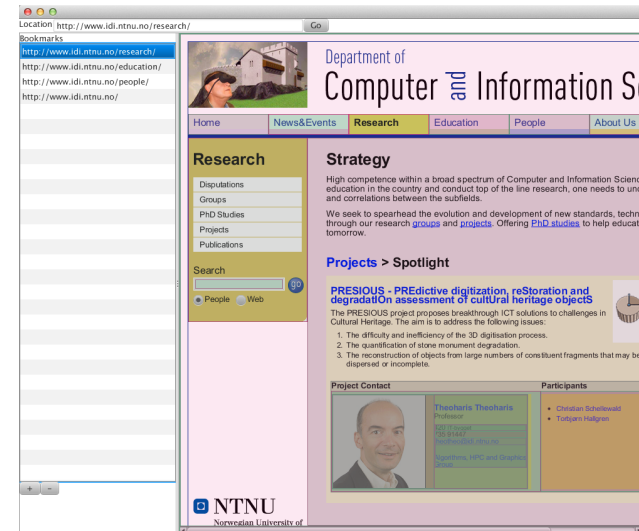 Location http://www.idi.ntnu.no/research/
Go
Bookmarks
http://www.idi.ntnu.no/research/
http://www.idi.ntnu.no/education/
http://www.idi.ntnu.no/people/
http://www.idi.ntnu.no/
+ -
Department of
Computer and Information S
Home News&Events Research Education People About Us
Research
Disputations
Groups
PhD Studies
Projects
Publications
Search
go
People Web
Strategy
High competence within a broad spectrum of Computer and Information Scienc
education in the country and conduct top of the line research, one needs to und
and correlations between the subfields.
We seek to spearhead the evolution and development of new standards, techn
through our research groups and projects. Offering PhD studies to help educat
tomorrow.
Projects > Spotlight
PRESIOUS - PREdictive digitization, reStoration and
degradatIOn assessment of cultUral heritage objectS
The PRESIOUS project proposes breakthrough ICT solutions to challenges in
Cultural Heritage. The aim is to address the following issues:
1. The difficulty and inefficiency of the 3D digitisation process.
2. The quantification of stone monument degradation.
3. The reconstruction of objects from large numbers of constituent fragments that may be
dispersed or incomplete.
Project Contact
Participants
Theoharis Theoharis
Professor
Algorithms, HPC and Graphics
Group
Christian Schellewald
Torbjørn Hallgren
NTNU
Norwegian University of